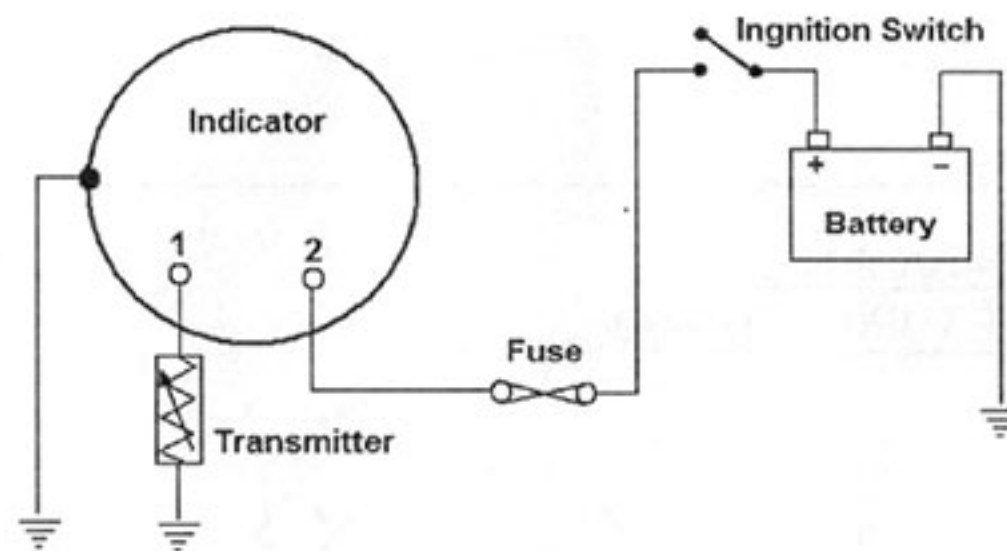 Ingnition Switch
Indicator
+ -
Battery
1 2
Fuse
Transmitter